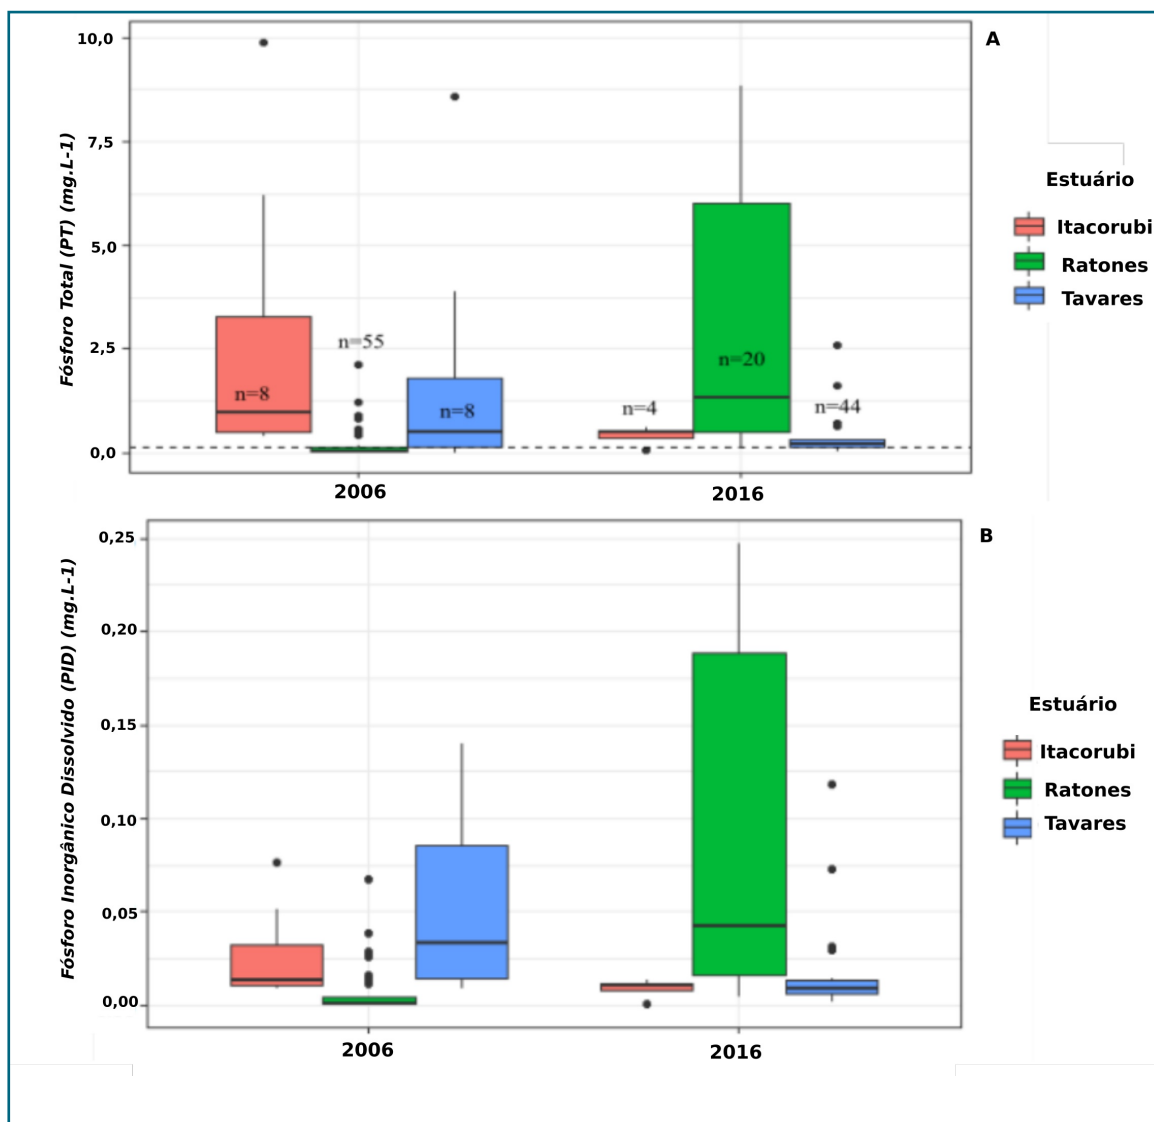 A
Fósforo Total (PT) (mg.L-1)
10,0
7,5
5,0
2,5
0,0
n=8
n=55
n=8
n=4
n=20
n=44
2006
2016
Estuário
Itacorubi
Ratones
Tavares
B
Fósforo Inorgânico Dissolvido (PID) (mg.L-1)
0,25
0,20
0,15
0,10
0,05
0,00
2006
2016
Estuário
Itacorubi
Ratones
Tavares